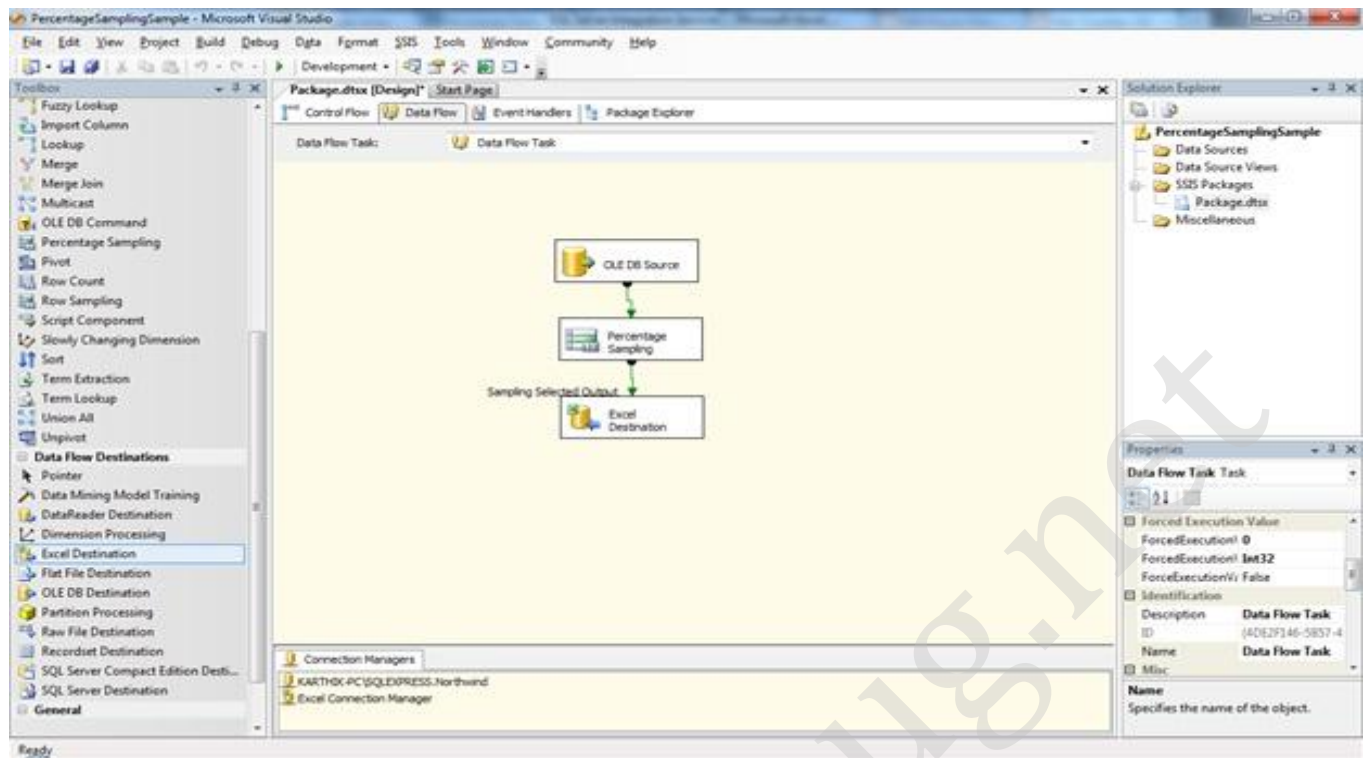 PercentageSamplingSample - Microsoft Visual Studio
File Edit View Project Build Debug Data Format SSIS Tools Window Community Help
Development
Toolbox
Fuzzy Lookup
Import Column
Lookup
Merge
Merge Join
Multicast
OLE DB Command
Percentage Sampling
Pivot
Row Count
Row Sampling
Script Component
Slowly Changing Dimension
Sort
Term Extraction
Term Lookup
Union All
Unpivot
Data Flow Destinations
Pointer
Data Mining Model Training
DataReader Destination
Dimension Processing
Excel Destination
Flat File Destination
OLE DB Destination
Partition Processing
Raw File Destination
Recordset Destination
SQL Server Compact Edition Desti...
SQL Server Destination
General
Package.dtsx [Design]* Start Page
Control Flow Data Flow Event Handlers Package Explorer
Data Flow Task: Data Flow Task
OLE DB Source
Percentage
Sampling
Sampling Selected Output
Excel
Destination
Connection Managers
KARTHIK-PC\SQLEXPRESS.Northwind
Excel Connection Manager
Solution Explorer
PercentageSamplingSample
Data Sources
Data Source Views
SSIS Packages
Package.dtsx
Miscellaneous
Properties
Data Flow Task Task
Forced Execution Value
ForcedExecution 0
ForcedExecution Int32
ForceExecutionVa False
Identification
Description Data Flow Task
ID {4DE2F146-5857-4
Name Data Flow Task
Misc
Name
Specifies the name of the object.
Ready
ug.net